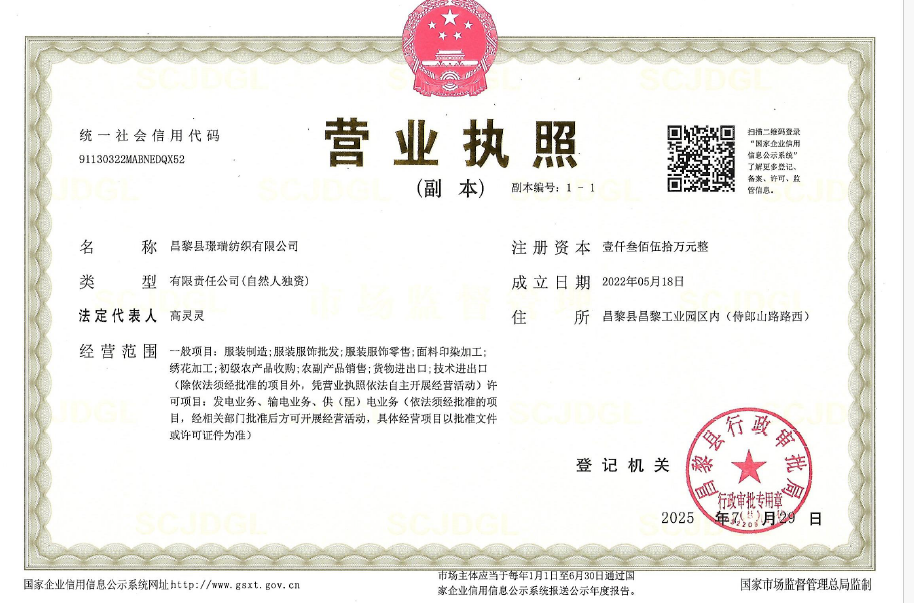 营业执照
(副 本) 副本编号：1 - 1
统一社会信用代码
91130322MABNEDQX52
扫描二维码登录
“国家企业信用
信息公示系统”
了解更多登记、
备案、许可、监
管信息。
名 称 昌黎县璟瑞纺织有限公司
类 型 有限责任公司(自然人独资)
法定代表人 高灵灵
经营范围 一般项目：服装制造;服装服饰批发;服装服饰零售;面料印染加工;
绣花加工;初级农产品收购;农副产品销售;货物进出口;技术进出口
（除依法须经批准的项目外，凭营业执照依法自主开展经营活动）许
可项目：发电业务、输电业务、供（配）电业务（依法须经批准的项
目，经相关部门批准后方可开展经营活动，具体经营项目以批准文件
或许可证件为准）
注册资本 壹仟叁佰伍拾万元整
成立日期 2022年05月18日
住 所 昌黎县昌黎工业园区内（侍郎山路路西）
登记机关
昌黎县行政审批局
行政审批专用章
2025 年7 月29 日
国家企业信用信息公示系统网址http://www.gsxt.gov.cn
市场主体应当于每年1月1日至6月30日通过国
家企业信用信息公示系统报送公示年度报告。
国家市场监督管理总局监制